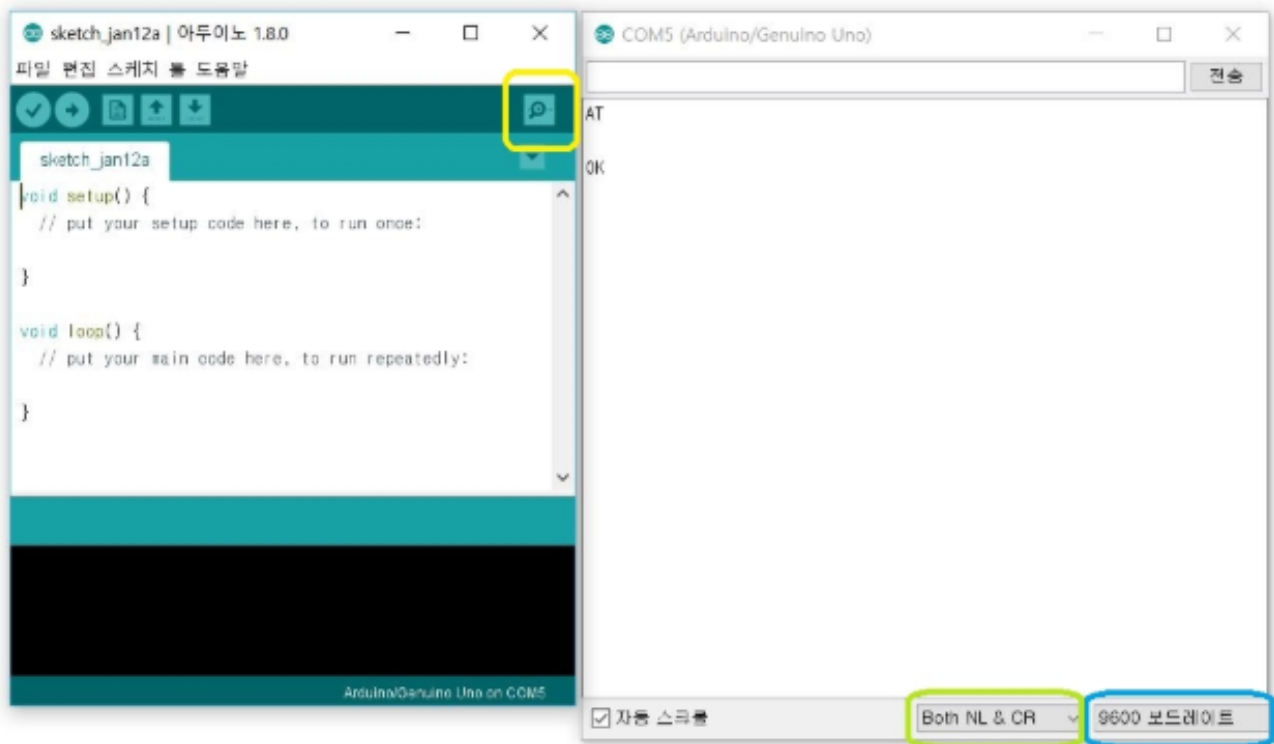 sketch_jan12a | 아두이노 1.8.0
파일 편집 스케치 툴 도움말
sketch_jan12a
void setup() {
// put your setup code here, to run once:
}
void loop() {
// put your main code here, to run repeatedly:
}
Arduino/Genuino Uno on COM5
COM5 (Arduino/Genuino Uno)
전송
AT
OK
자동 스크롤
Both NL & CR
9600 보드레이트